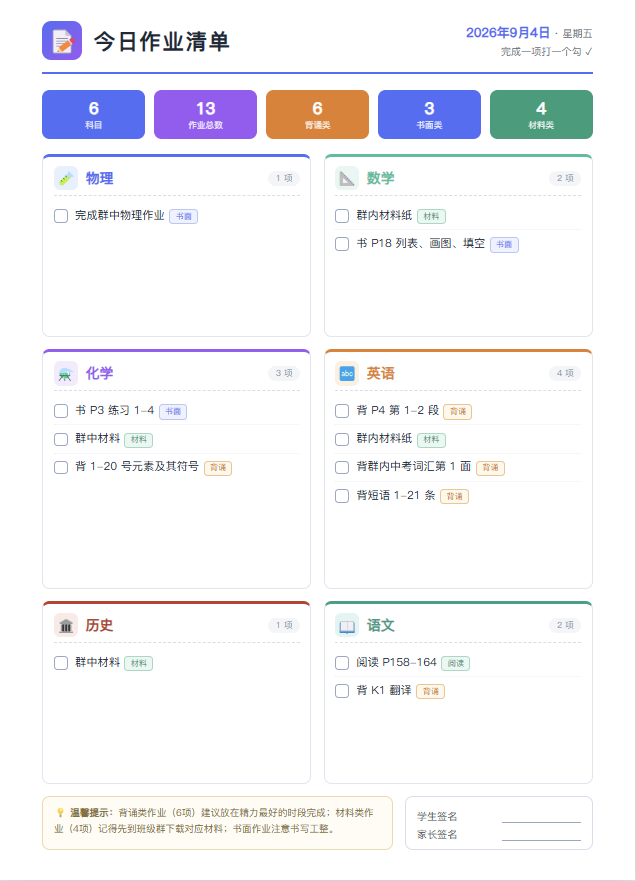 今日作业清单
2026年9月4日 · 星期五
完成一项打一个勾 ✓
6
科目
13
作业总数
6
背诵类
3
书面类
4
材料类
物理
1 项
完成群中物理作业 书面
数学
2 项
群内材料纸 材料
书 P18 列表、画图、填空 书面
化学
3 项
书 P3 练习 1-4 书面
群中材料 材料
背 1-20 号元素及其符号 背诵
abc
英语
4 项
背 P4 第 1-2 段 背诵
群内材料纸 材料
背群内中考词汇第 1 面 背诵
背短语 1-21 条 背诵
历史
1 项
群中材料 材料
语文
2 项
阅读 P158-164 阅读
背 K1 翻译 背诵
💡 温馨提示：背诵类作业（6项）建议放在精力最好的时段完成；材料类作
业（4项）记得先到班级群下载对应材料；书面作业注意书写工整。
学生签名
家长签名